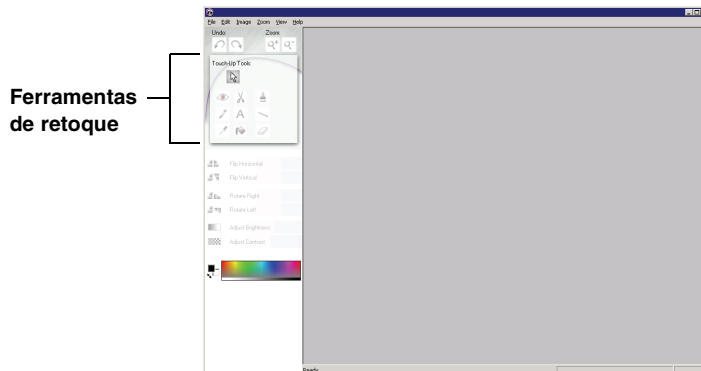 File Edit Image Zoom View Help
Undo: Zoom:
Touch-Up Tools:
A
Ferramentas
de retoque
Flip Horizontal
Flip Vertical
Rotate Right
Rotate Left
Adjust Brightness
Adjust Contrast
Ready